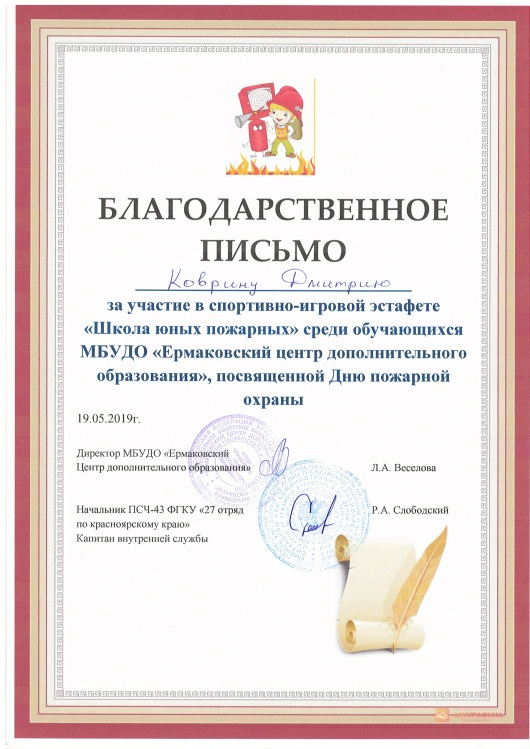 БЛАГОДАРСТВЕННОЕ
ПИСЬМО
Коврину Дмитрию
за участие в спортивно-игровой эстафете
«Школа юных пожарных» среди обучающихся
МБУДО «Ермаковский центр дополнительного
образования», посвященной Дню пожарной
охраны
19.05.2019г.
Директор МБУДО «Ермаковский
Центр дополнительного образования»
Л.А. Веселова
Начальник ПСЧ-43 ФГКУ «27 отряд
по красноярскому краю»
Капитан внутренней службы
Р.А. Слободский